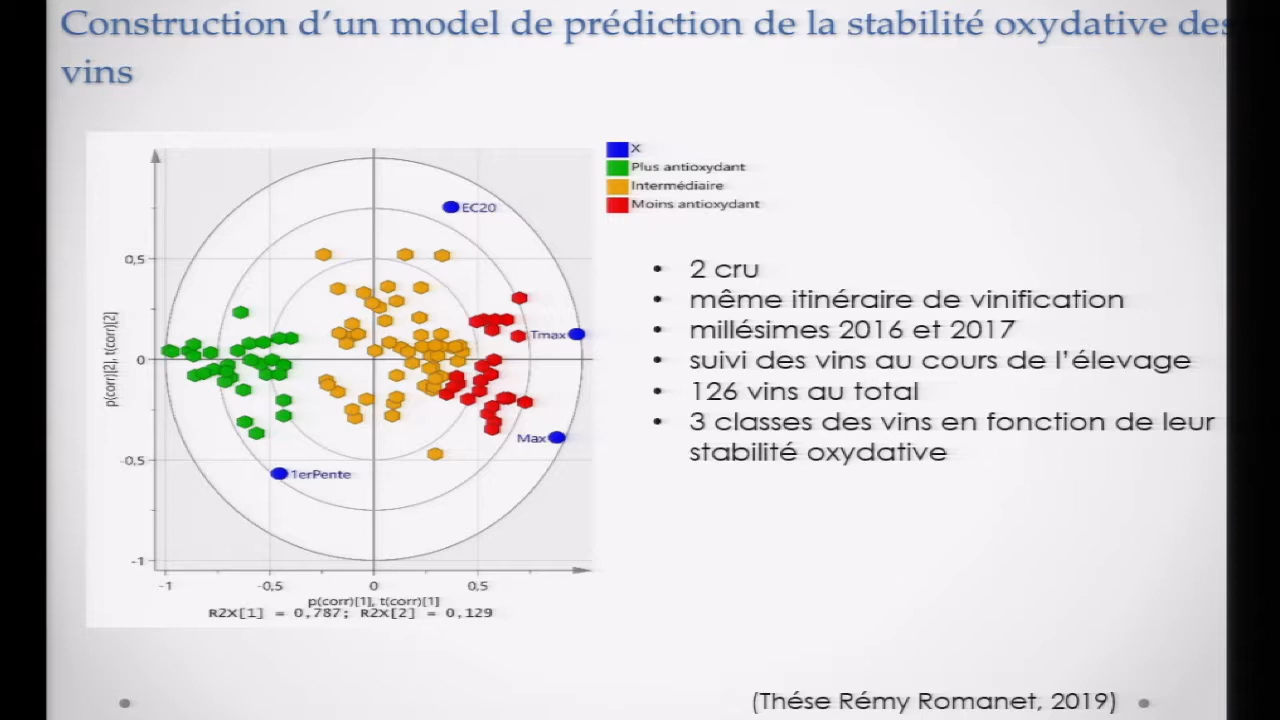 Construction d'un model de prédiction de la stabilité oxydative des
vins
X
Plus antioxydant
Intermédiaire
Moins antioxydant
EC20
0,5
Tmax
p(corr)[2], t(corr)[2]
0
Max
-0,5
1erPente
-1
-1
-0,5
0
0,5
p(corr)[1], t(corr)[1]
R2X[1] = 0,787; R2X[2] = 0,129
• 2 cru
• même itinéraire de vinification
• millésimes 2016 et 2017
• suivi des vins au cours de l'élevage
• 126 vins au total
• 3 classes des vins en fonction de leur
stabilité oxydative
(Thése Rémy Romanet, 2019)